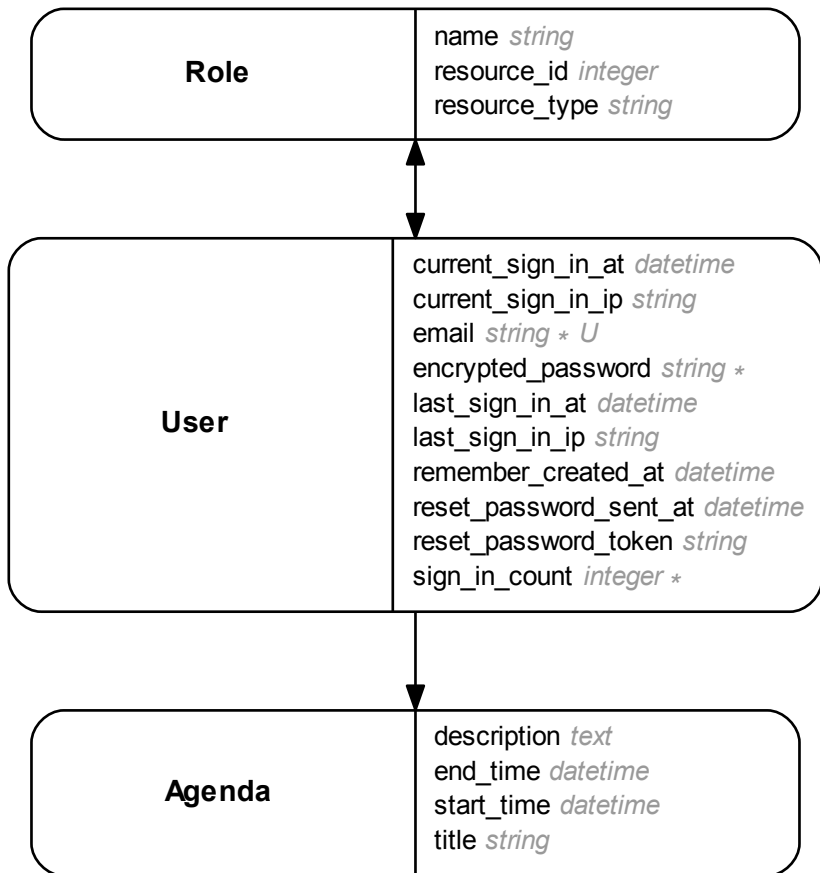 Role
name string
resource_id integer
resource_type string
User
current_sign_in_at datetime
current_sign_in_ip string
email string * U
encrypted_password string *
last_sign_in_at datetime
last_sign_in_ip string
remember_created_at datetime
reset_password_sent_at datetime
reset_password_token string
sign_in_count integer *
Agenda
description text
end_time datetime
start_time datetime
title string